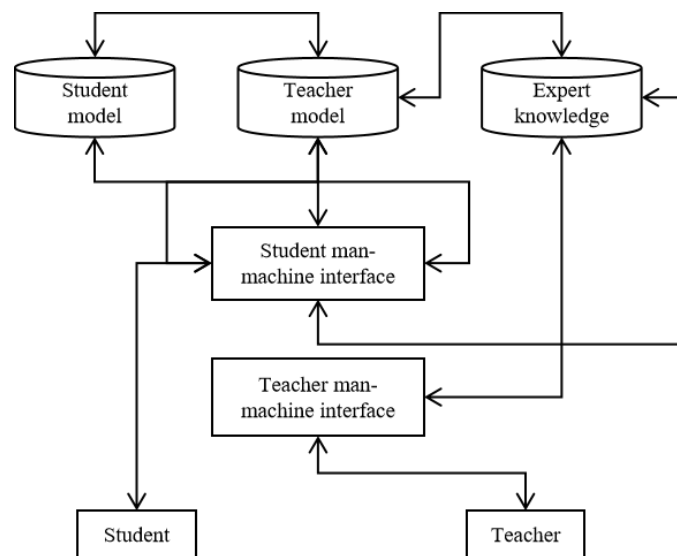 Student
model
Teacher
model
Expert
knowledge
Student man-
machine interface
Teacher man-
machine interface
Student
Teacher